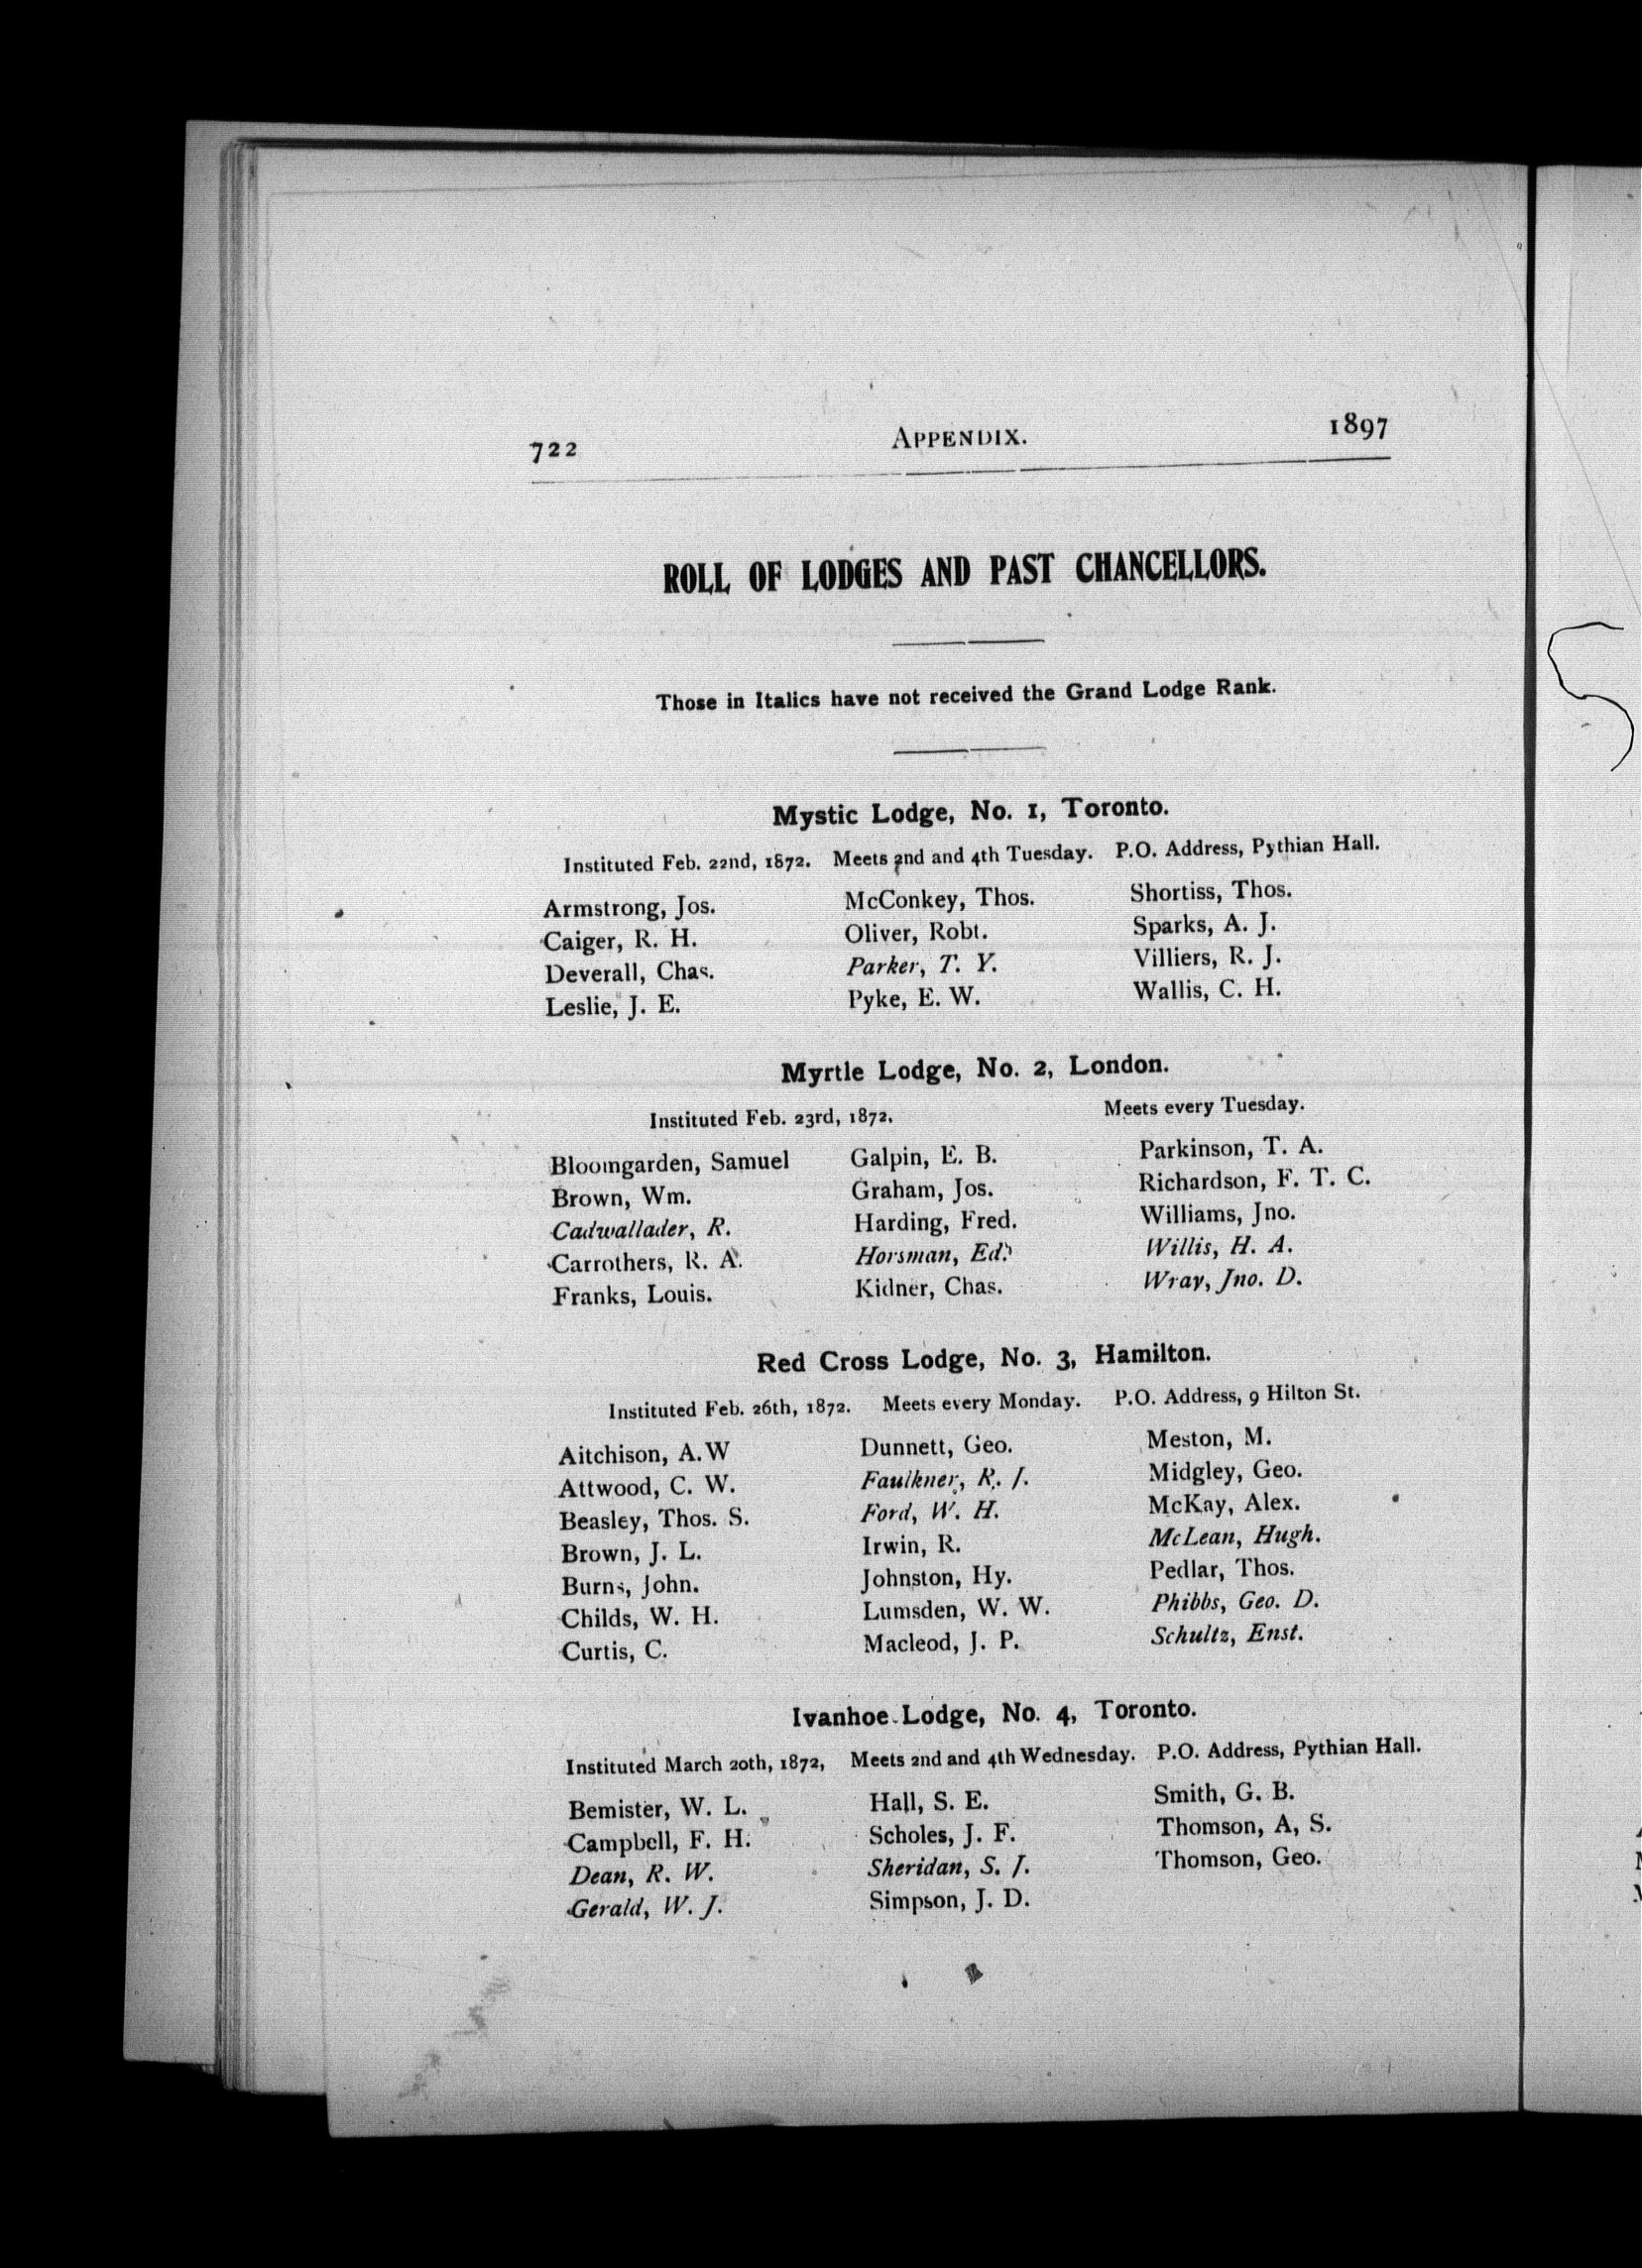 722 APPENDIX. 1897
ROLL OF LODGES AND PAST CHANCELLORS.
Those in Italics have not received the Grand Lodge Rank.
Mystic Lodge, No. 1, Toronto.
Instituted Feb. 22nd, 1872. Meets 2nd and 4th Tuesday. P.O. Address, Pythian Hall.
Armstrong, Jos. McConkey, Thos. Shortiss, Thos.
Caiger, R. H. Oliver, Robt. Sparks, A. J.
Deverall, Chas. Parker, T. Y. Villiers, R. J.
Leslie, J. E. Pyke, E. W. Wallis, C. H.
Myrtle Lodge, No. 2, London.
Instituted Feb. 23rd, 1872. Meets every Tuesday.
Bloomgarden, Samuel Galpin, E. B. Parkinson, T. A.
Brown, Wm. Graham, Jos. Richardson, F. T. C.
Cadwallader, R. Harding, Fred. Williams, Jno.
Carrothers, R. A. Horsman, Ed. Willis, H. A.
Franks, Louis. Kidner, Chas. Wray, Jno. D.
Red Cross Lodge, No. 3, Hamilton.
Instituted Feb. 26th, 1872. Meets every Monday. P.O. Address, 9 Hilton St.
Aitchison, A.W Dunnett, Geo. Meston, M.
Attwood, C. W. Faulkner, R. J. Midgley, Geo.
Beasley, Thos. S. Ford, W. H. McKay, Alex.
Brown, J. L. Irwin, R. McLean, Hugh.
Burns, John. Johnston, Hy. Pedlar, Thos.
Childs, W. H. Lumsden, W. W. Phibbs, Geo. D.
Curtis, C. Macleod, J. P. Schultz, Enst.
Ivanhoe Lodge, No. 4, Toronto.
Instituted March 20th, 1872, Meets 2nd and 4th Wednesday. P.O. Address, Pythian Hall.
Bemister, W. L. Hall, S. E. Smith, G. B.
Campbell, F. H. Scholes, J. F. Thomson, A, S.
Dean, R. W. Sheridan, S. J. Thomson, Geo.
Gerald, W. J. Simpson, J. D.